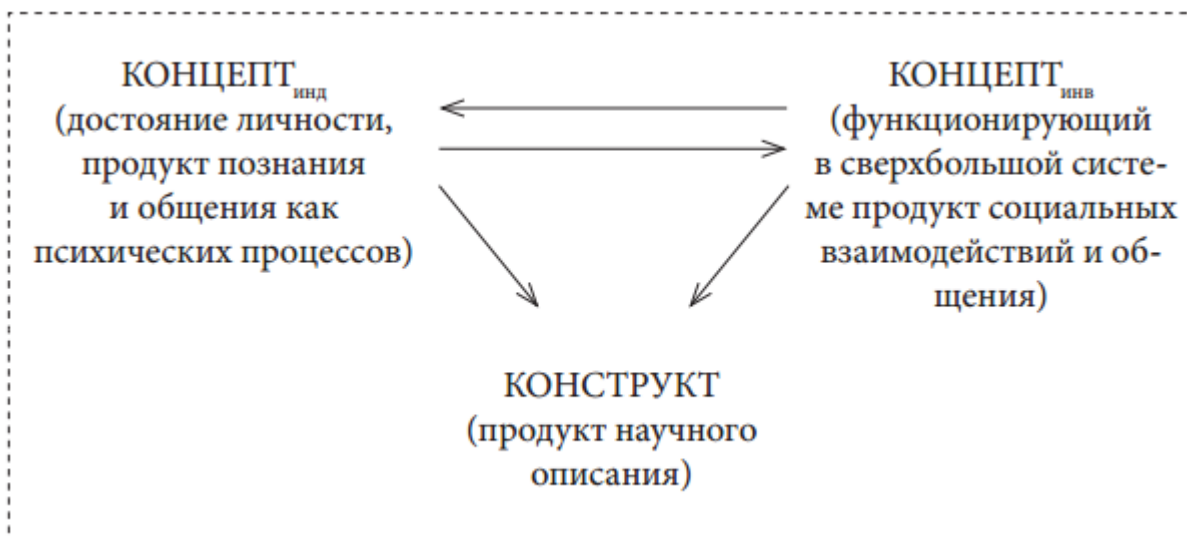 КОНЦЕПТинд
(достояние личности,
продукт познания
и общения как
психических процессов)
КОНЦЕПТинв
(функционирующий
в сверхбольшой систе-
ме продукт социальных
взаимодействий и об-
щения)
КОНСТРУКТ
(продукт научного
описания)